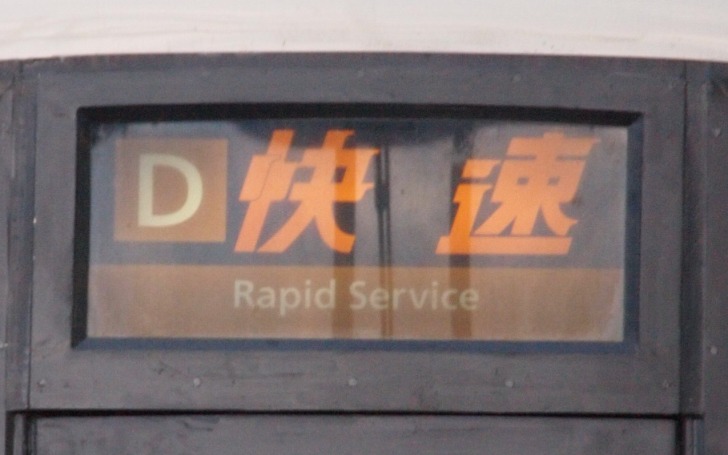 D 快速
Rapid Service